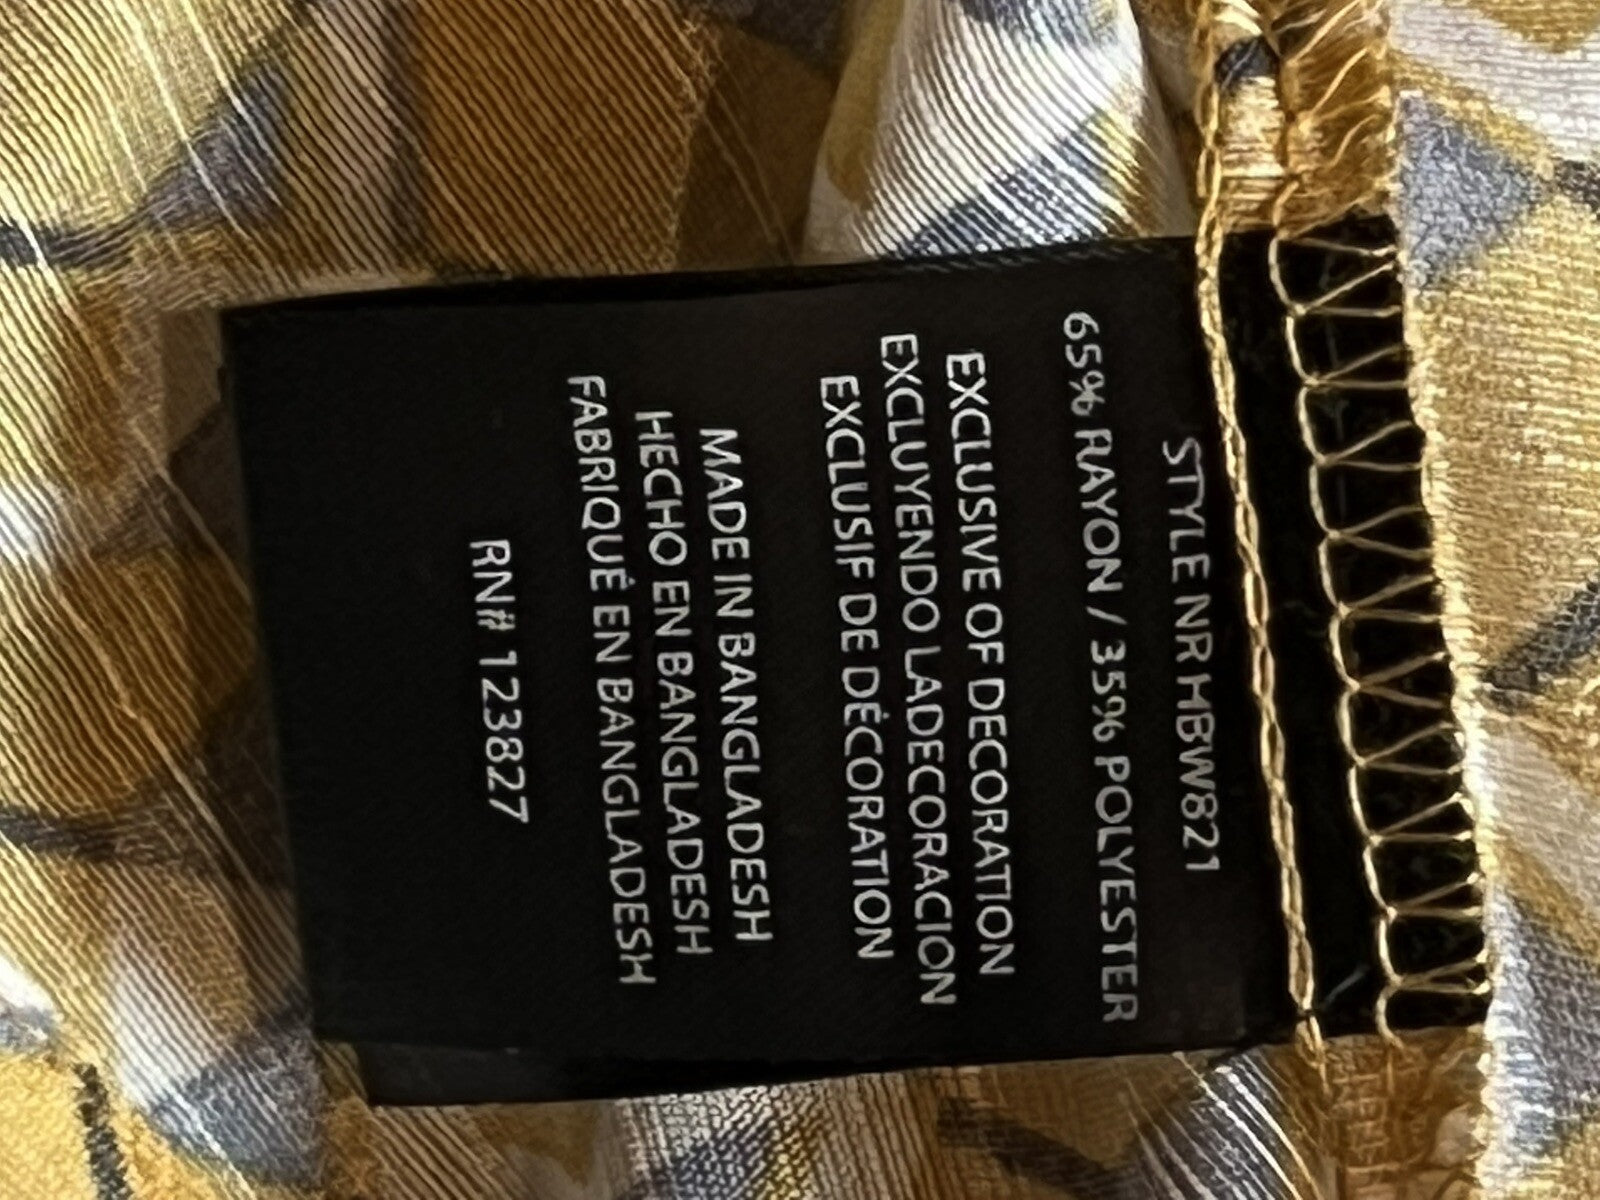 STYLE NR HBW821
65% RAYON / 35% POLYESTER
EXCLUSIVE OF DECORATION
EXCLUYENDO LADECORACION
EXCLUSIF DE DÉCORATION
MADE IN BANGLADESH
HECHO EN BANGLADESH
FABRIQUÉ EN BANGLADESH
RN# 123827